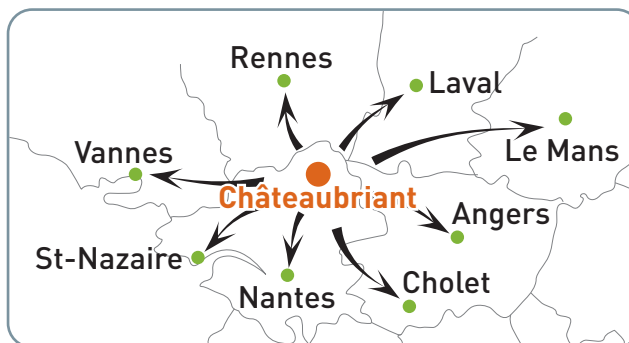 Rennes
Laval
Vannes
Le Mans
Châteaubriant
Angers
St-Nazaire
Cholet
Nantes